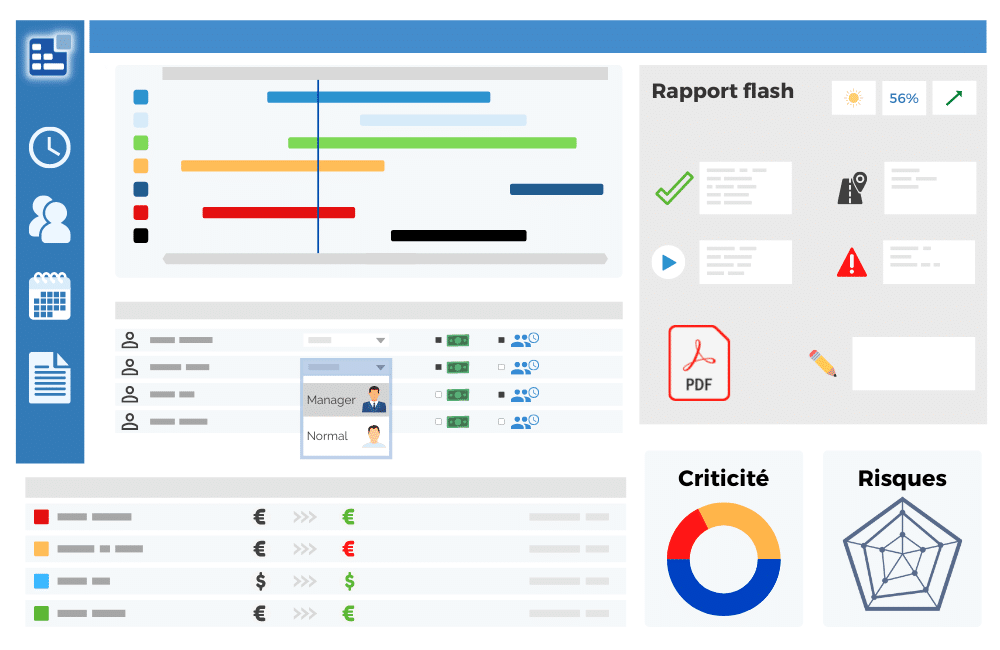 Rapport flash
56%
Manager
Normal
PDF
Criticité
Risques
€ >>> €
€ >>> €
$ >>> $
€ >>> €